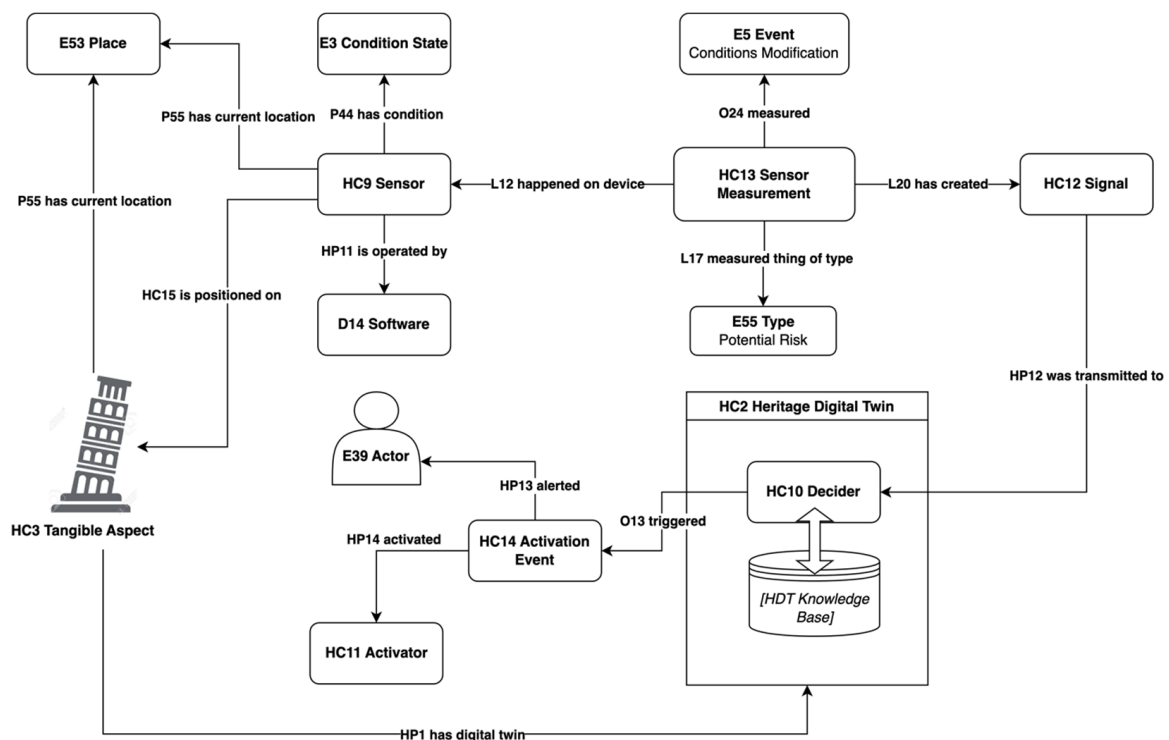 E53 Place
E3 Condition State
E5 Event
Conditions Modification
P55 has current location
P44 has condition
O24 measured
HC9 Sensor
L12 happened on device
HC13 Sensor
Measurement
L20 has created
HC12 Signal
P55 has current location
HP11 is operated by
L17 measured thing of type
HC15 is positioned on
D14 Software
E55 Type
Potential Risk
HP12 was transmitted to
HC2 Heritage Digital Twin
E39 Actor
HP13 alerted
HC10 Decider
O13 triggered
HC3 Tangible Aspect
HP14 activated
HC14 Activation
Event
[HDT Knowledge
Base]
HC11 Activator
HP1 has digital twin